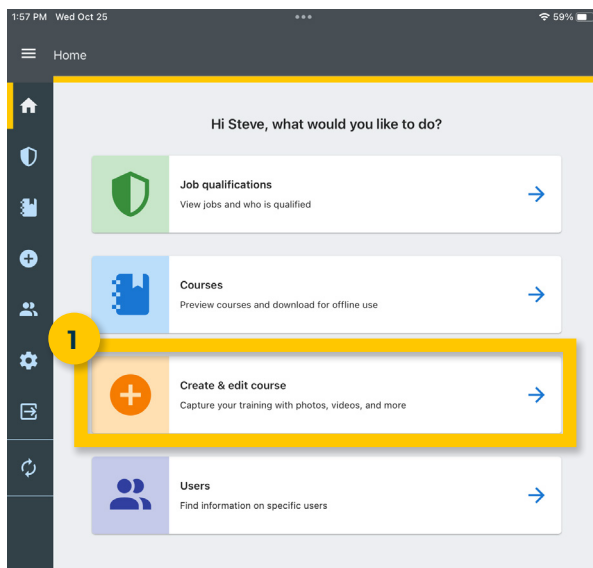 1:57 PM Wed Oct 25
59%
Home
Hi Steve, what would you like to do?
Job qualifications
View jobs and who is qualified
Courses
Preview courses and download for offline use
1
Create & edit course
Capture your training with photos, videos, and more
Users
Find information on specific users